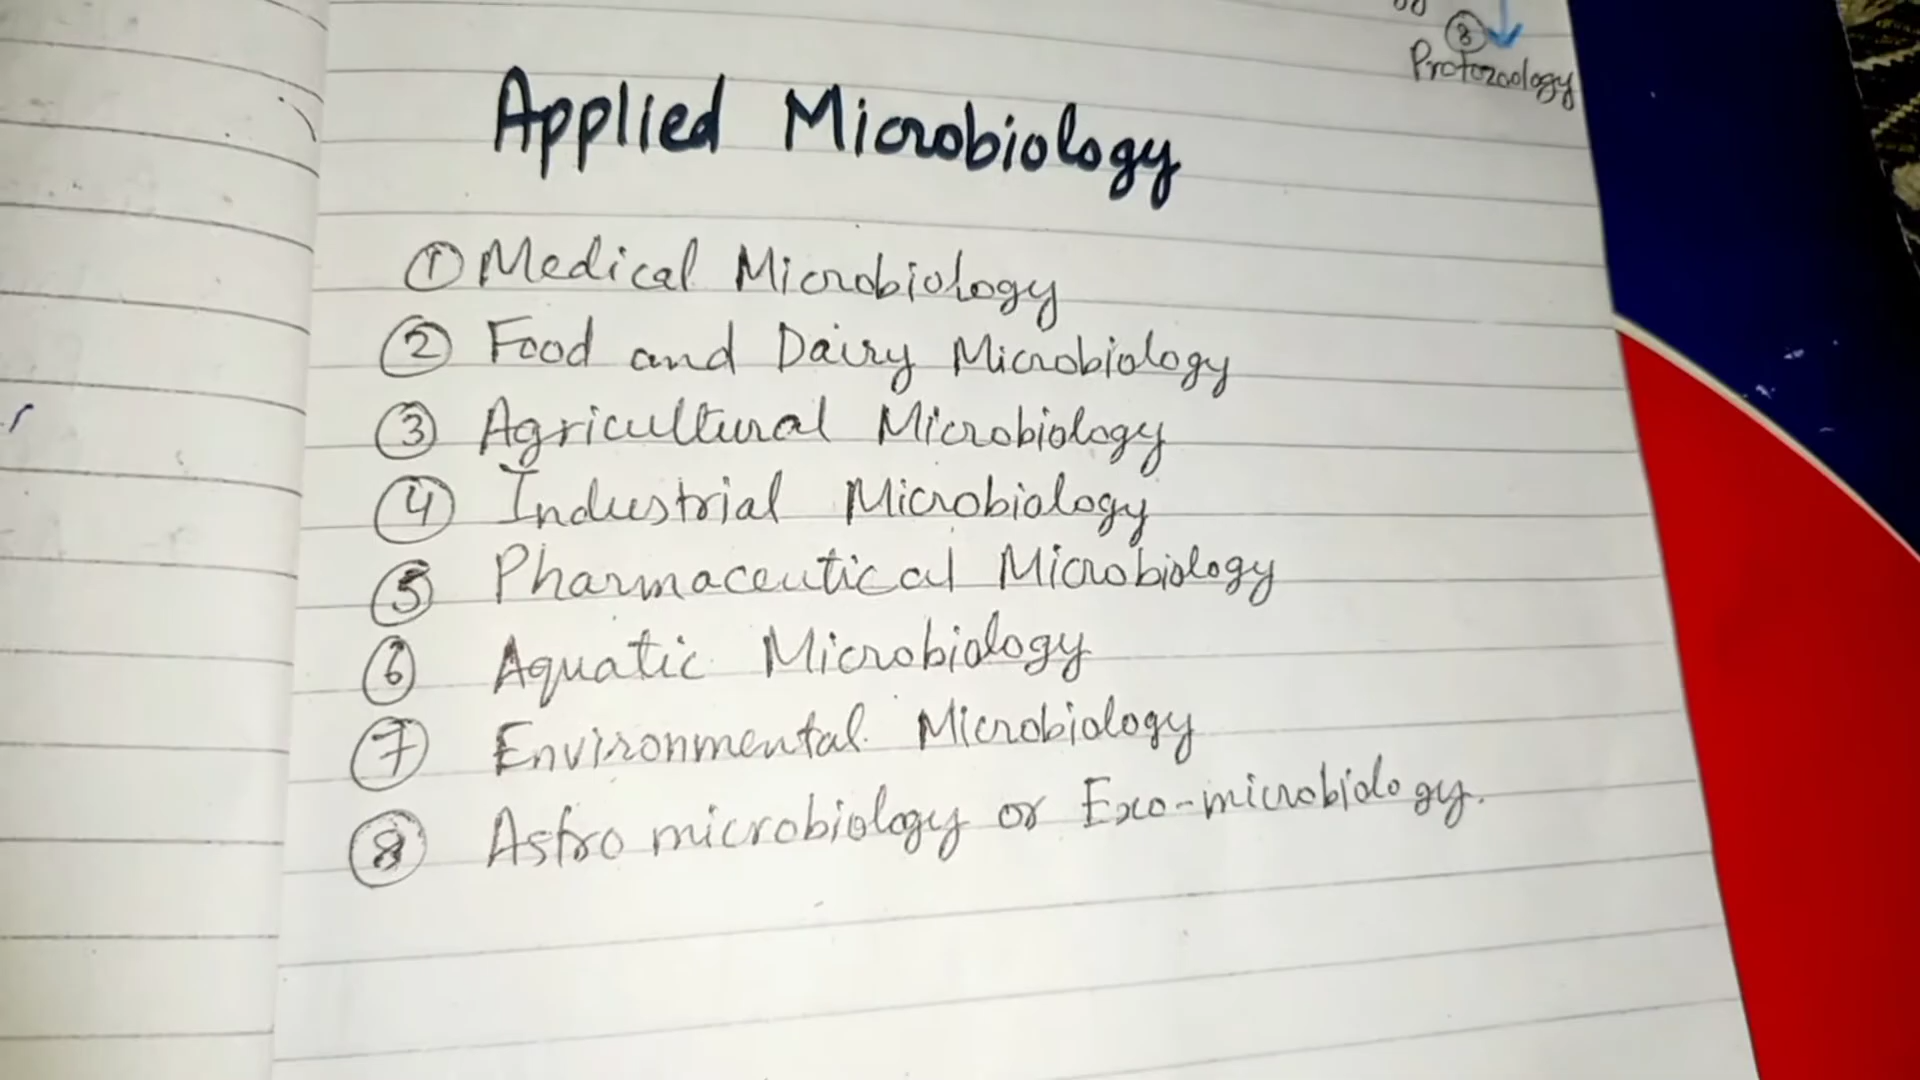 ⑧
Protozoology
Applied Microbiology
① Medical Microbiology
② Food and Dairy Microbiology
③ Agricultural Microbiology
④ Industrial Microbiology
⑤ Pharmaceutical Microbiology
⑥ Aquatic Microbiology
⑦ Environmental Microbiology
⑧ Astro microbiology or Exo-microbiology.